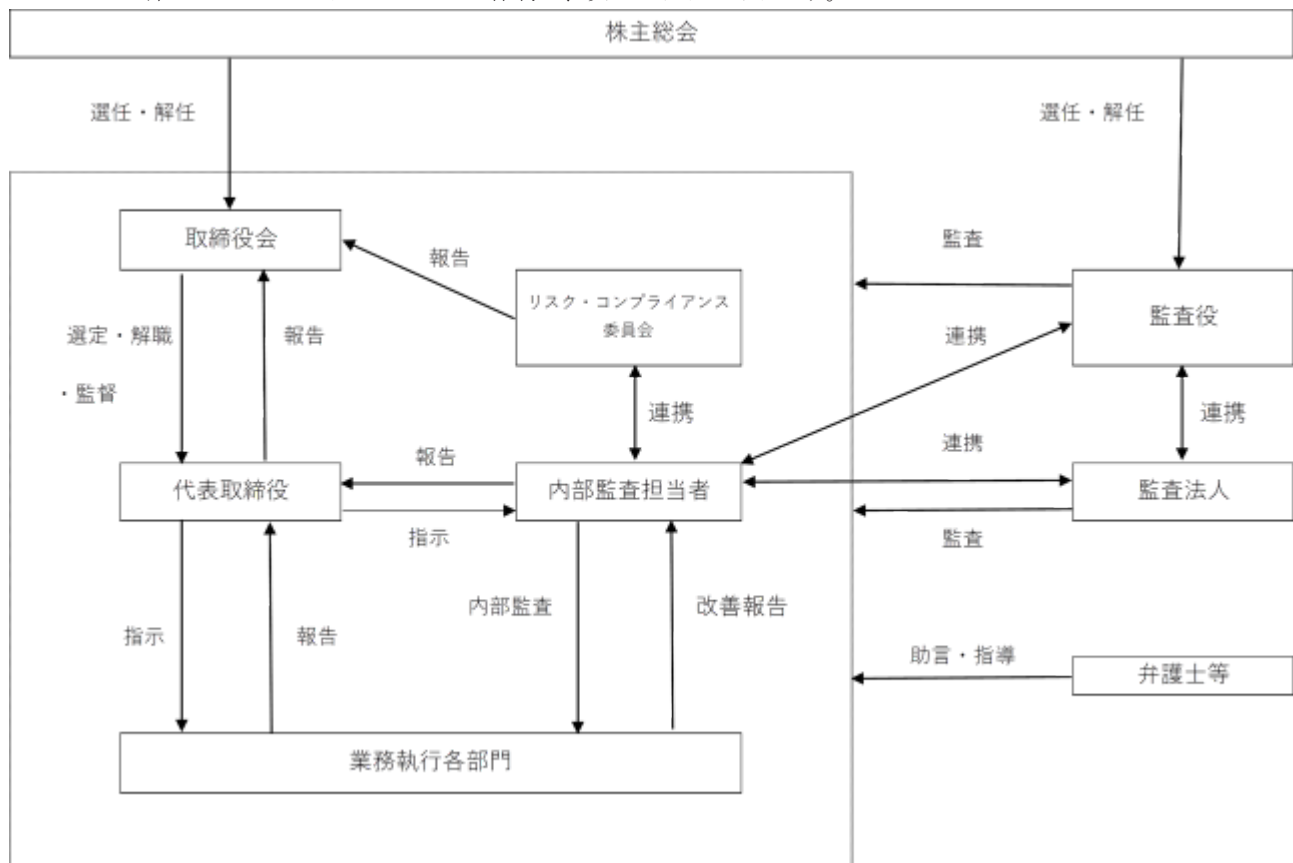 株主総会
選任・解任
選任・解任
取締役会
報告
監査
リスク・コンプライアンス
委員会
監査役
選定・解職
・監督
報告
連携
連携
連携
代表取締役
報告
内部監査担当者
連携
監査法人
指示
監査
内部監査
改善報告
指示
報告
助言・指導
弁護士等
業務執行各部門